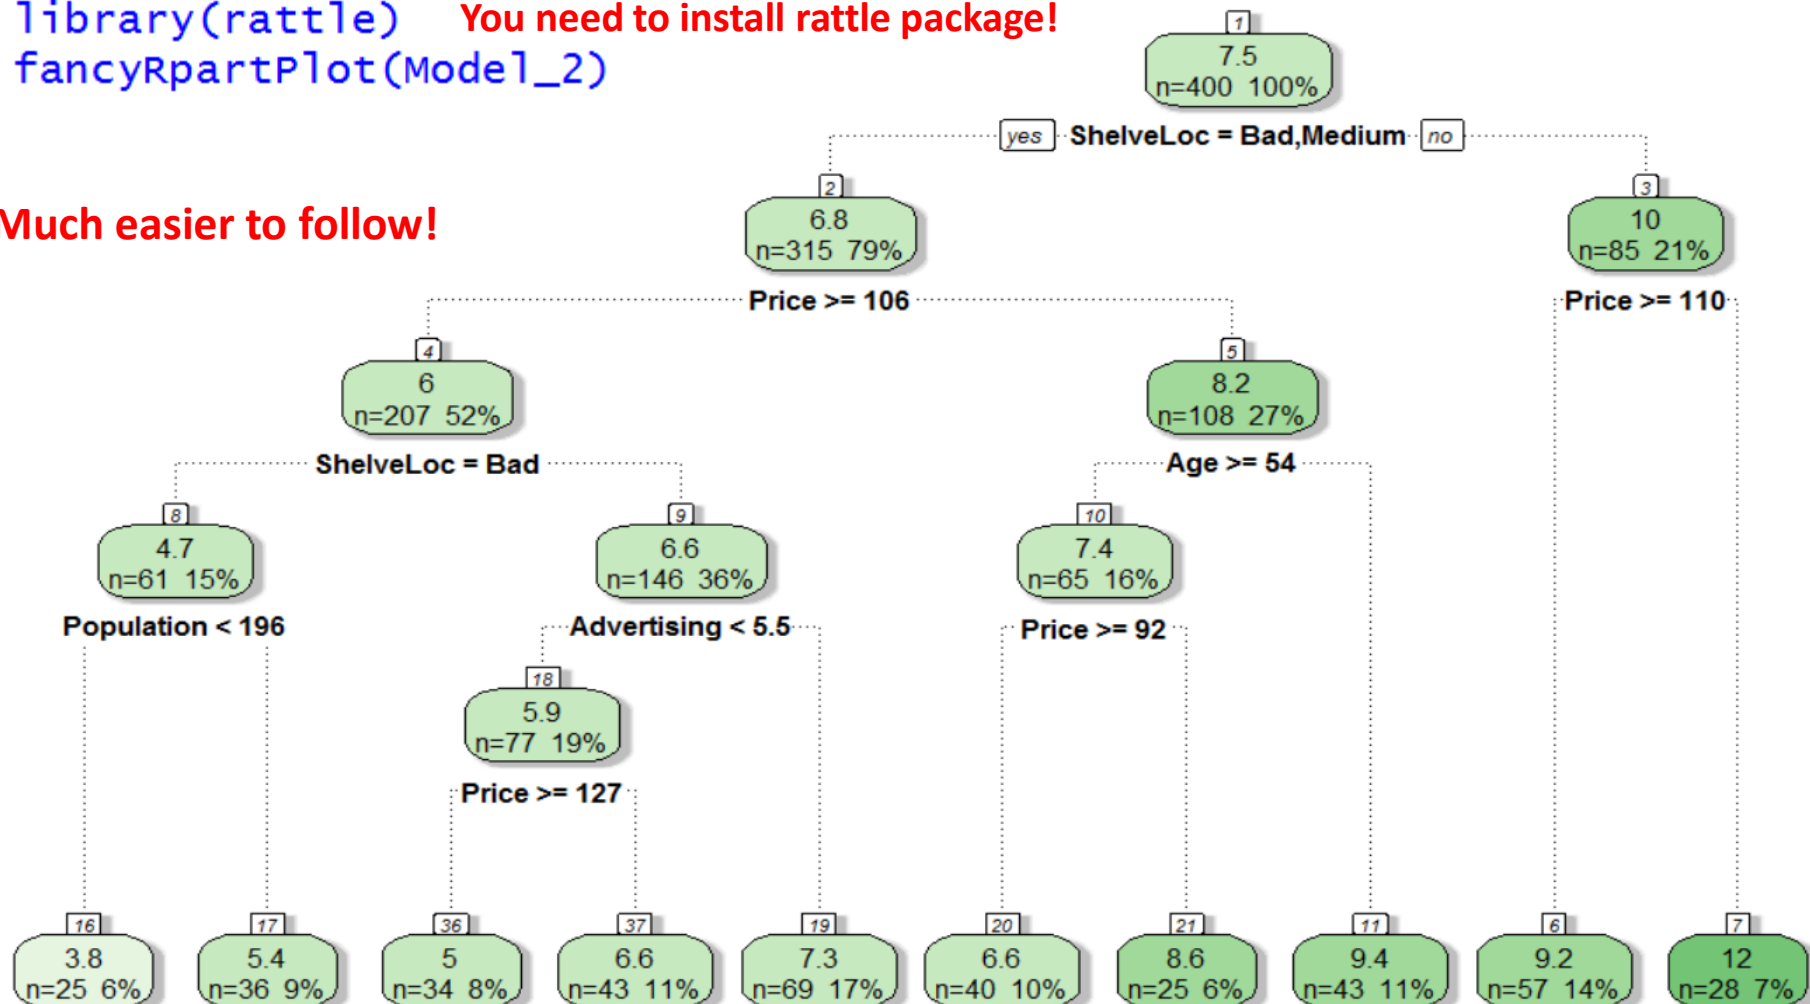 library(rattle) You need to install rattle package!
fancyRpartPlot(Model_2)
Much easier to follow!
1
7.5
n=400 100%
yes ShelveLoc = Bad,Medium no
2 3
6.8 10
n=315 79% n=85 21%
Price >= 106 Price >= 110
4 5
6 8.2
n=207 52% n=108 27%
ShelveLoc = Bad Age >= 54
8 9 10
4.7 6.6 7.4
n=61 15% n=146 36% n=65 16%
Population < 196 Advertising < 5.5 Price >= 92
18
5.9
n=77 19%
Price >= 127
16 17 36 37 19 20 21 11 6 7
3.8 5.4 5 6.6 7.3 6.6 8.6 9.4 9.2 12
n=25 6% n=36 9% n=34 8% n=43 11% n=69 17% n=40 10% n=25 6% n=43 11% n=57 14% n=28 7%